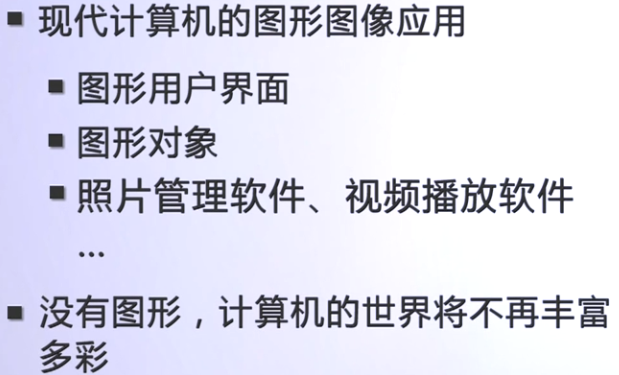 现代计算机的图形图像应用
图形用户界面
图形对象
照片管理软件、视频播放软件
...
没有图形，计算机的世界将不再丰富
多彩